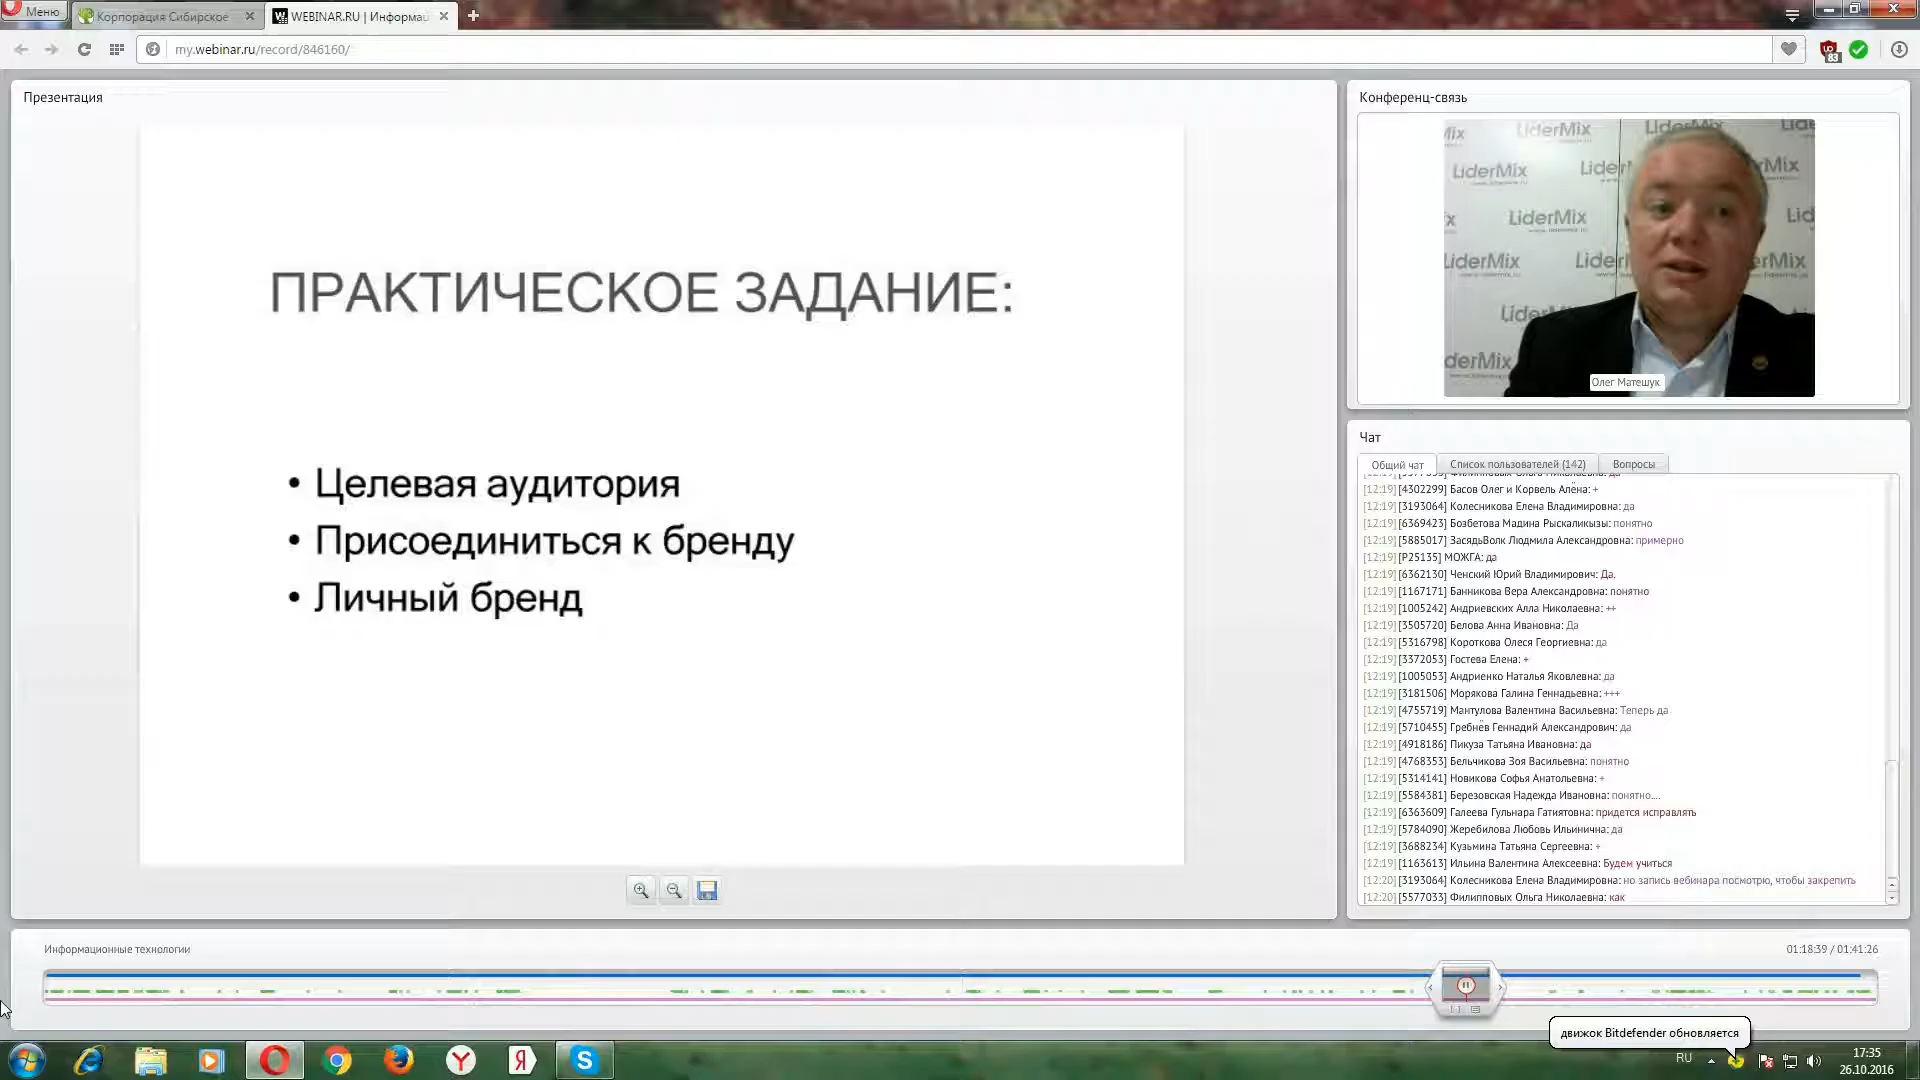 Меню
Корпорация Сибирское
WEBINAR.RU | Информац
my.webinar.ru/record/846160/
83
Презентация
ПРАКТИЧЕСКОЕ ЗАДАНИЕ:
• Целевая аудитория
• Присоединиться к бренду
• Личный бренд
Конференц-связь
LiderMix
Олег Матешук
Чат
Общий чат
Список пользователей (142)
Вопросы
[12:19] [4302299] Басов Олег и Корвель Алёна: +
[12:19] [3193064] Колесникова Елена Владимировна: да
[12:19] [6369423] Бозбетова Мадина Рыскаликызы: понятно
[12:19] [5885017] ЗасядьВолк Людмила Александровна: примерно
[12:19] [P25135] МОЖГА: да
[12:19] [6362130] Ченский Юрий Владимирович: Да.
[12:19] [1167171] Банникова Вера Александровна: понятно
[12:19] [1005242] Андриевских Алла Николаевна: ++
[12:19] [3505720] Белова Анна Ивановна: Да
[12:19] [5316798] Короткова Олеся Георгиевна: да
[12:19] [3372053] Гостева Елена: +
[12:19] [1005053] Андриенко Наталья Яковлевна: да
[12:19] [3181506] Морякова Галина Геннадьевна: +++
[12:19] [4755719] Мантулова Валентина Васильевна: Теперь да
[12:19] [5710455] Гребнёв Геннадий Александрович: да
[12:19] [4918186] Пикуза Татьяна Ивановна: да
[12:19] [4768353] Бельчикова Зоя Васильевна: понятно
[12:19] [5314141] Новикова Софья Анатольевна: +
[12:19] [5584381] Березовская Надежда Ивановна: понятно....
[12:19] [6363609] Галеева Гульнара Гатиятовна: придется исправлять
[12:19] [5784090] Жеребилова Любовь Ильинична: да
[12:19] [3688234] Кузьмина Татьяна Сергеевна: +
[12:19] [1163613] Ильина Валентина Алексеевна: Будем учиться
[12:20] [3193064] Колесникова Елена Владимировна: но запись вебинара посмотрю, чтобы закрепить
[12:20] [5577033] Филипповых Ольга Николаевна: как
Информационные технологии
01:18:39 / 01:41:26
движок Bitdefender обновляется
RU
17:35
26.10.2016